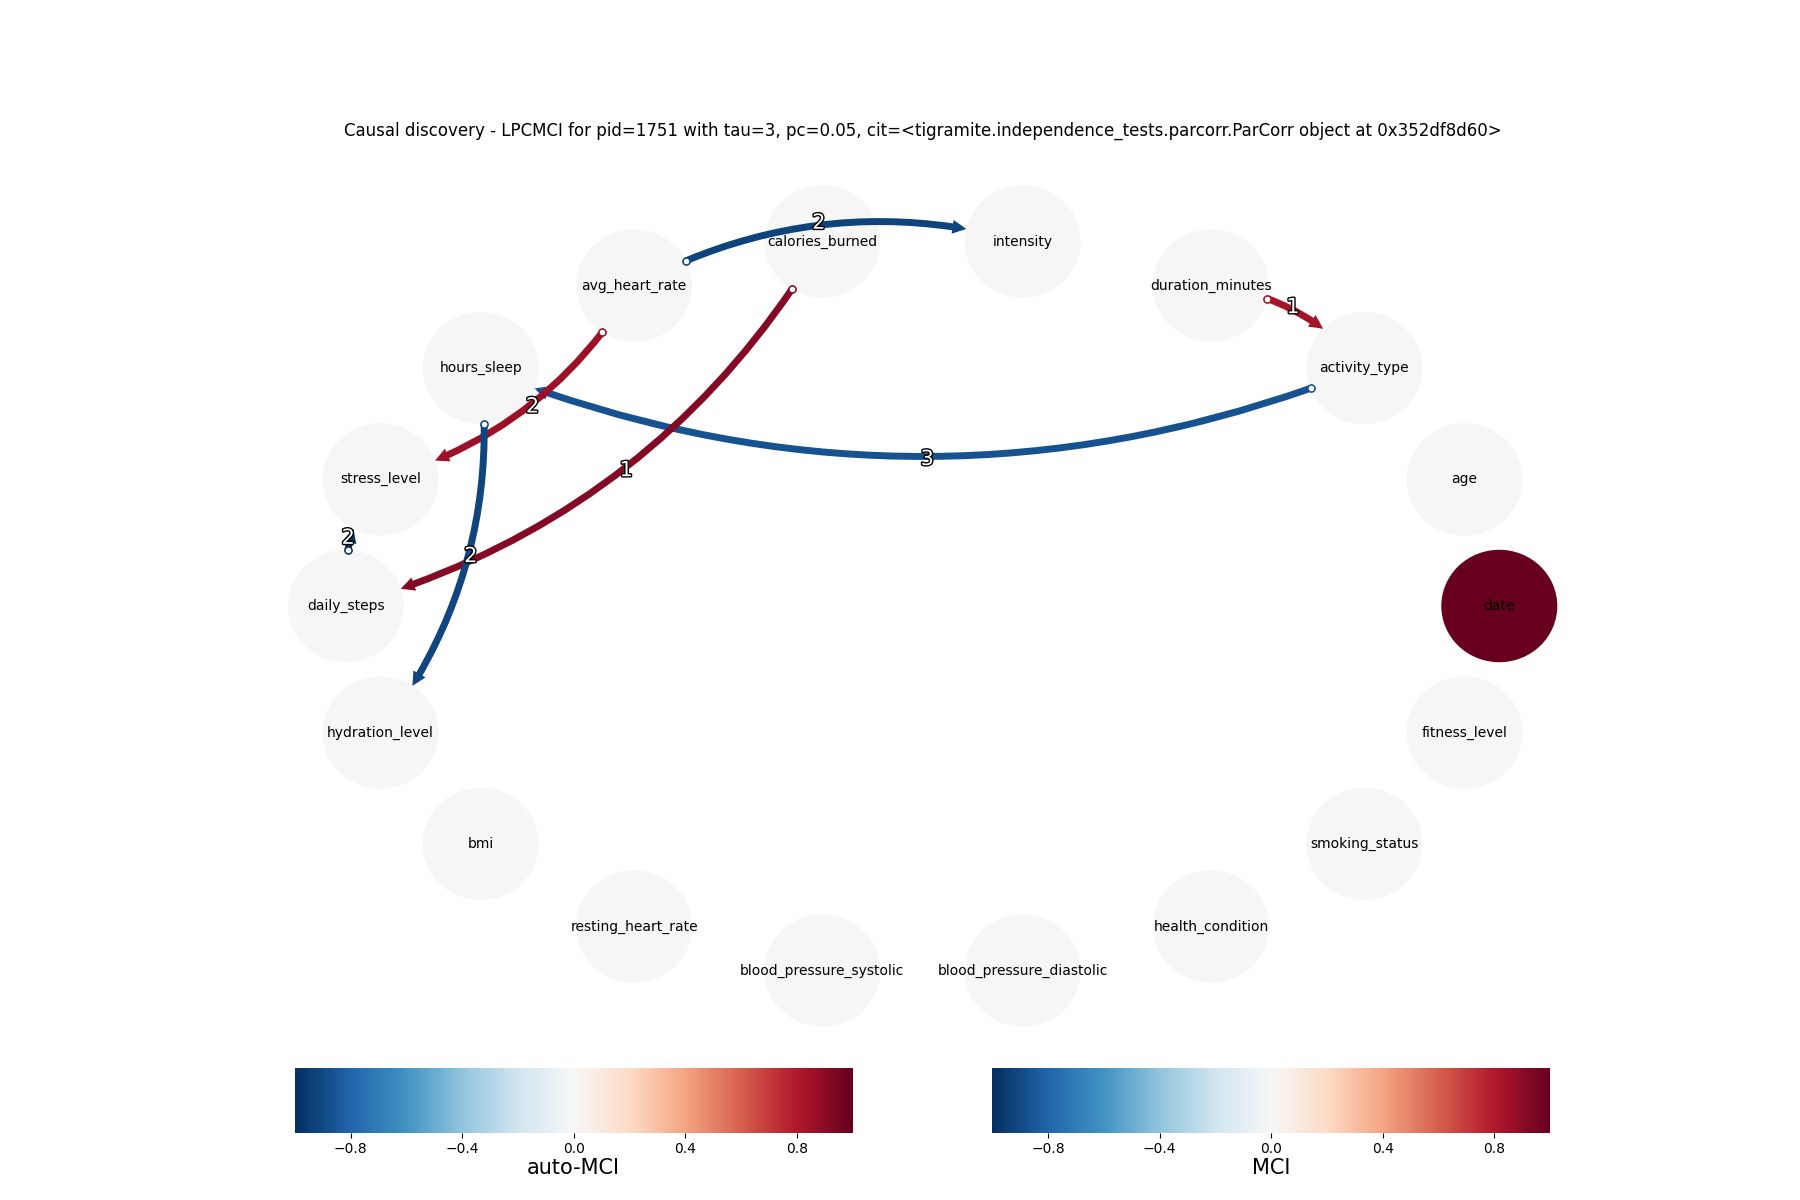 Causal discovery - LPCMCI for pid=1751 with tau=3, pc=0.05, cit=<tigramite.independence_tests.parcorr.ParCorr object at 0x352df8d60>
2
calories_burned
intensity
avg_heart_rate
duration_minutes
1
hours_sleep
activity_type
2
3
1
stress_level
age
2
2
daily_steps
date
hydration_level
fitness_level
bmi
smoking_status
resting_heart_rate
health_condition
blood_pressure_systolic
blood_pressure_diastolic
−0.8 −0.4 0.0 0.4 0.8
auto-MCI
−0.8 −0.4 0.0 0.4 0.8
MCI